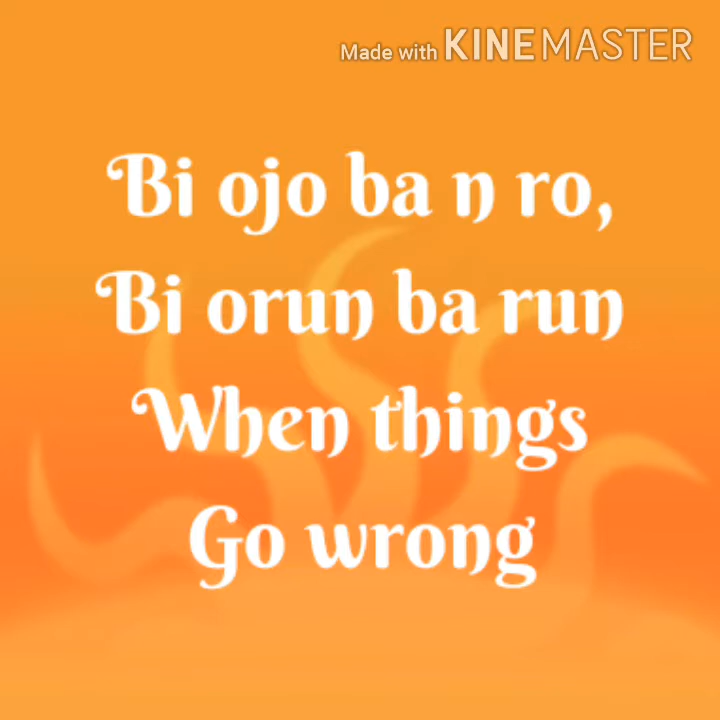 Made with KINEMASTER
Bi ojo ba n ro,
Bi orun ba run
When things
Go wrong